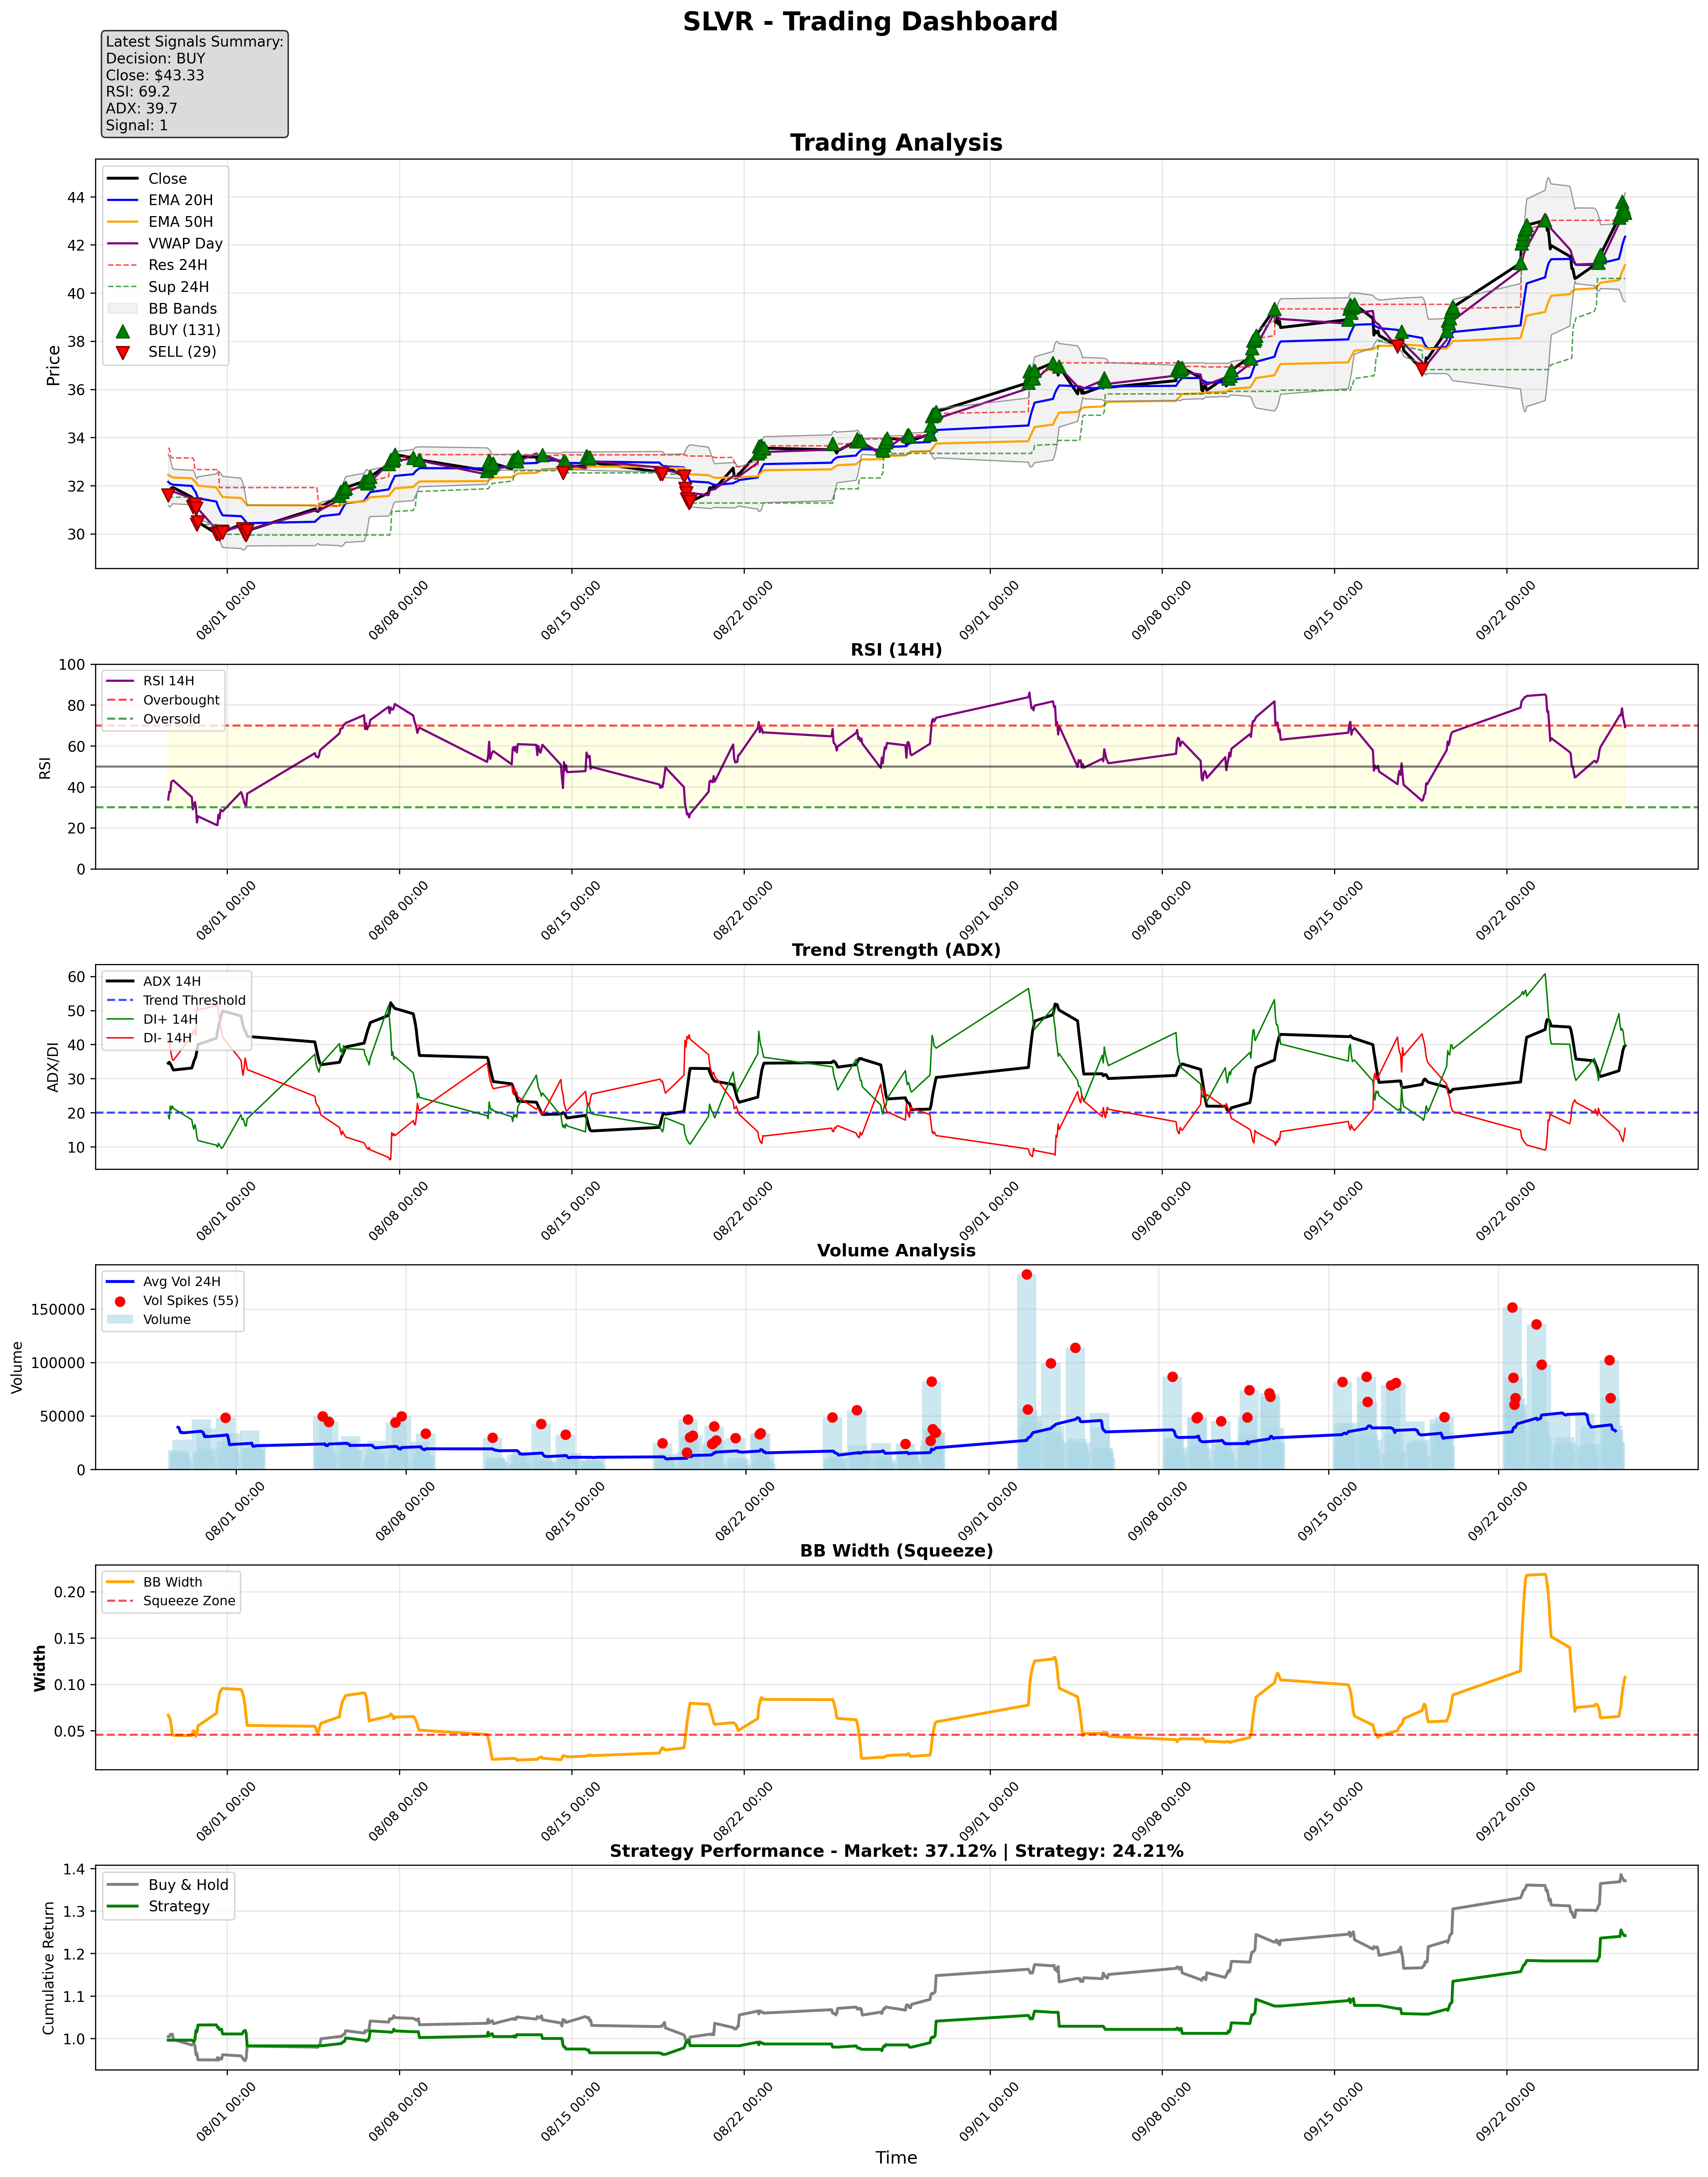 SLVR - Trading Dashboard
Latest Signals Summary:
Decision: BUY
Close: $43.33
RSI: 69.2
ADX: 39.7
Signal: 1
Trading Analysis
Close
EMA 20H
EMA 50H
VWAP Day
Res 24H
Sup 24H
BB Bands
BUY (131)
SELL (29)
Price
44
42
40
38
36
34
32
30
08/01 00:00
08/08 00:00
08/15 00:00
08/22 00:00
09/01 00:00
09/08 00:00
09/15 00:00
09/22 00:00
RSI (14H)
RSI 14H
Overbought
Oversold
RSI
100
80
60
40
20
0
08/01 00:00
08/08 00:00
08/15 00:00
08/22 00:00
09/01 00:00
09/08 00:00
09/15 00:00
09/22 00:00
Trend Strength (ADX)
ADX 14H
Trend Threshold
DI+ 14H
DI- 14H
ADX/DI
60
50
40
30
20
10
08/01 00:00
08/08 00:00
08/15 00:00
08/22 00:00
09/01 00:00
09/08 00:00
09/15 00:00
09/22 00:00
Volume Analysis
Avg Vol 24H
Vol Spikes (55)
Volume
Volume
150000
100000
50000
0
08/01 00:00
08/08 00:00
08/15 00:00
08/22 00:00
09/01 00:00
09/08 00:00
09/15 00:00
09/22 00:00
BB Width (Squeeze)
BB Width
Squeeze Zone
Width
0.20
0.15
0.10
0.05
08/01 00:00
08/08 00:00
08/15 00:00
08/22 00:00
09/01 00:00
09/08 00:00
09/15 00:00
09/22 00:00
Strategy Performance - Market: 37.12% | Strategy: 24.21%
Buy & Hold
Strategy
Cumulative Return
1.4
1.3
1.2
1.1
1.0
08/01 00:00
08/08 00:00
08/15 00:00
08/22 00:00
09/01 00:00
09/08 00:00
09/15 00:00
09/22 00:00
Time